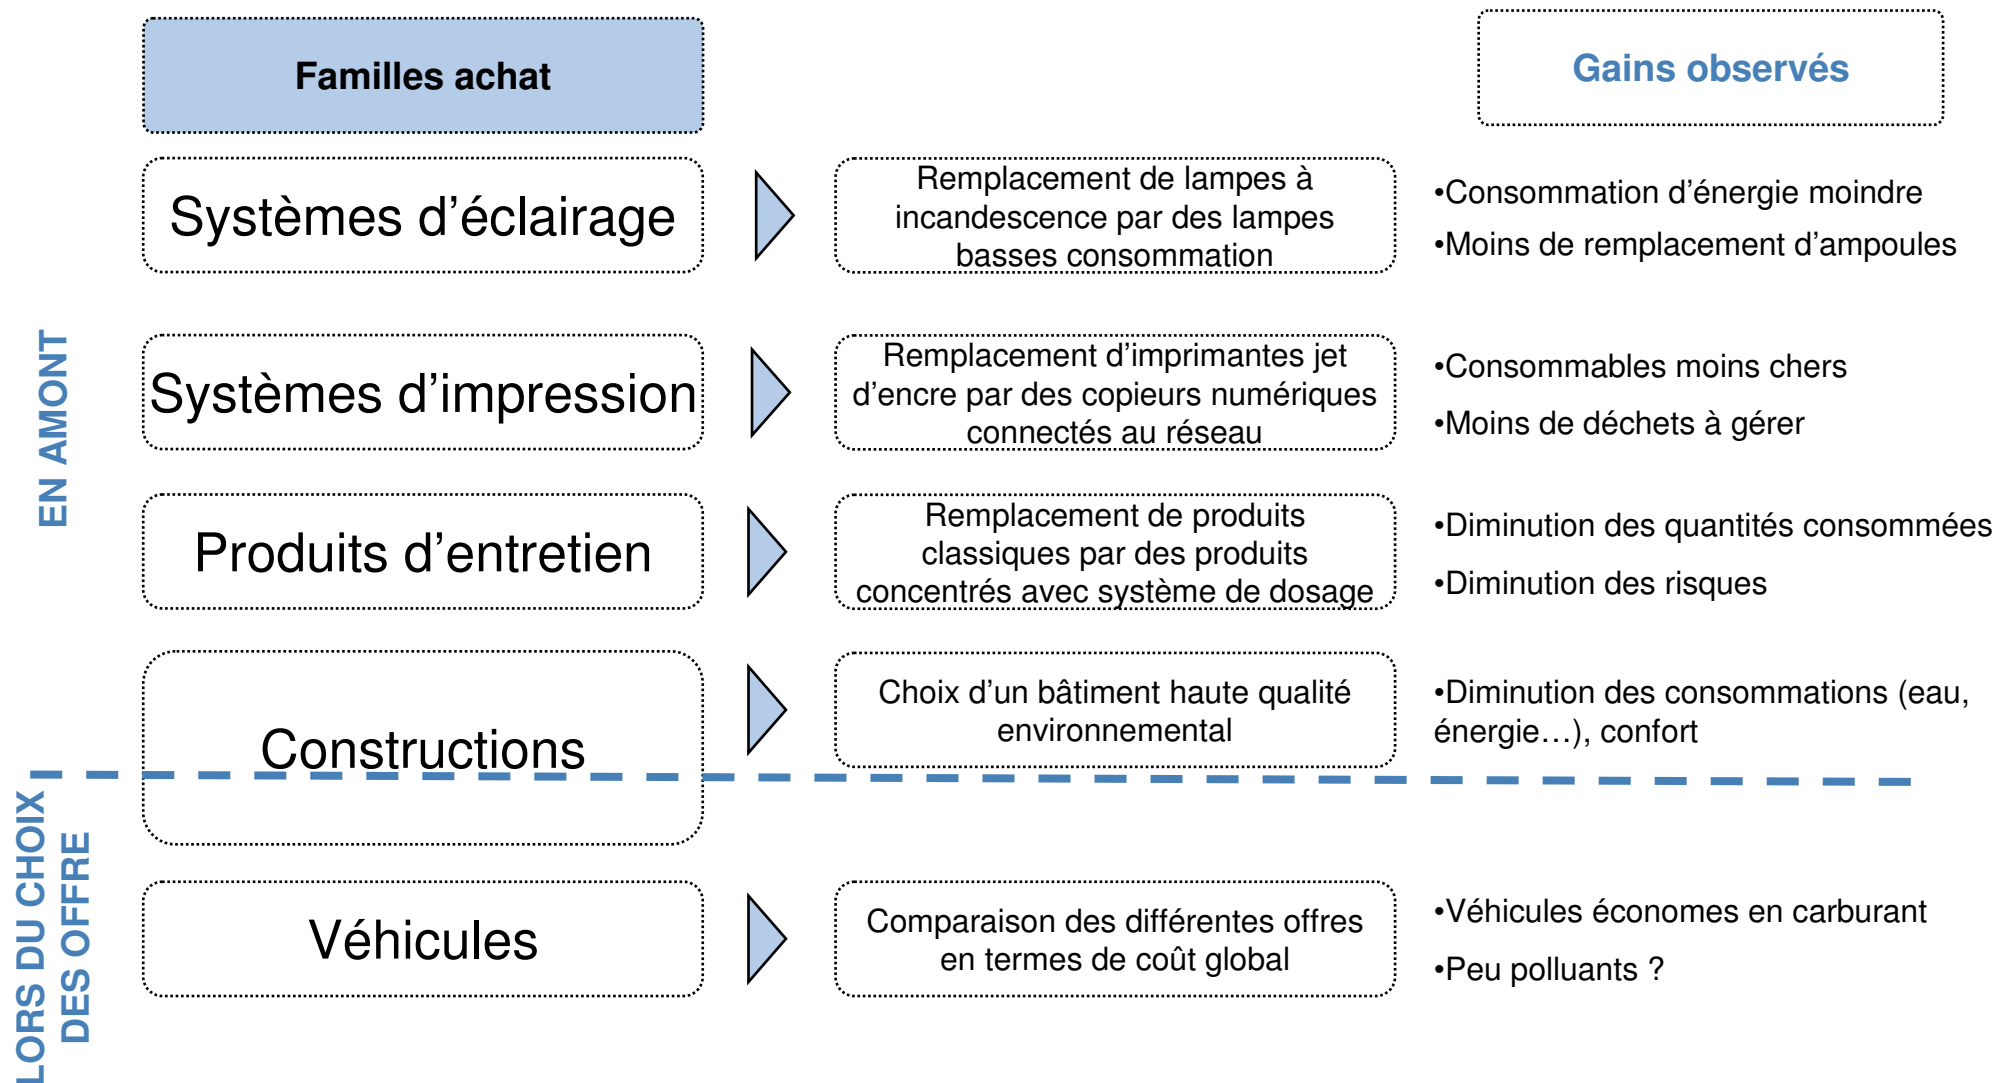 Familles achat
Gains observés
EN AMONT
Systèmes d’éclairage
Remplacement de lampes à
incandescence par des lampes
basses consommation
•Consommation d’énergie moindre
•Moins de remplacement d’ampoules
Systèmes d’impression
Remplacement d’imprimantes jet
d’encre par des copieurs numériques
connectés au réseau
•Consommables moins chers
•Moins de déchets à gérer
Produits d’entretien
Remplacement de produits
classiques par des produits
concentrés avec système de dosage
•Diminution des quantités consommées
•Diminution des risques
Constructions
Choix d’un bâtiment haute qualité
environnemental
•Diminution des consommations (eau,
énergie…), confort
LORS DU CHOIX
DES OFFRE
Véhicules
Comparaison des différentes offres
en termes de coût global
•Véhicules économes en carburant
•Peu polluants ?